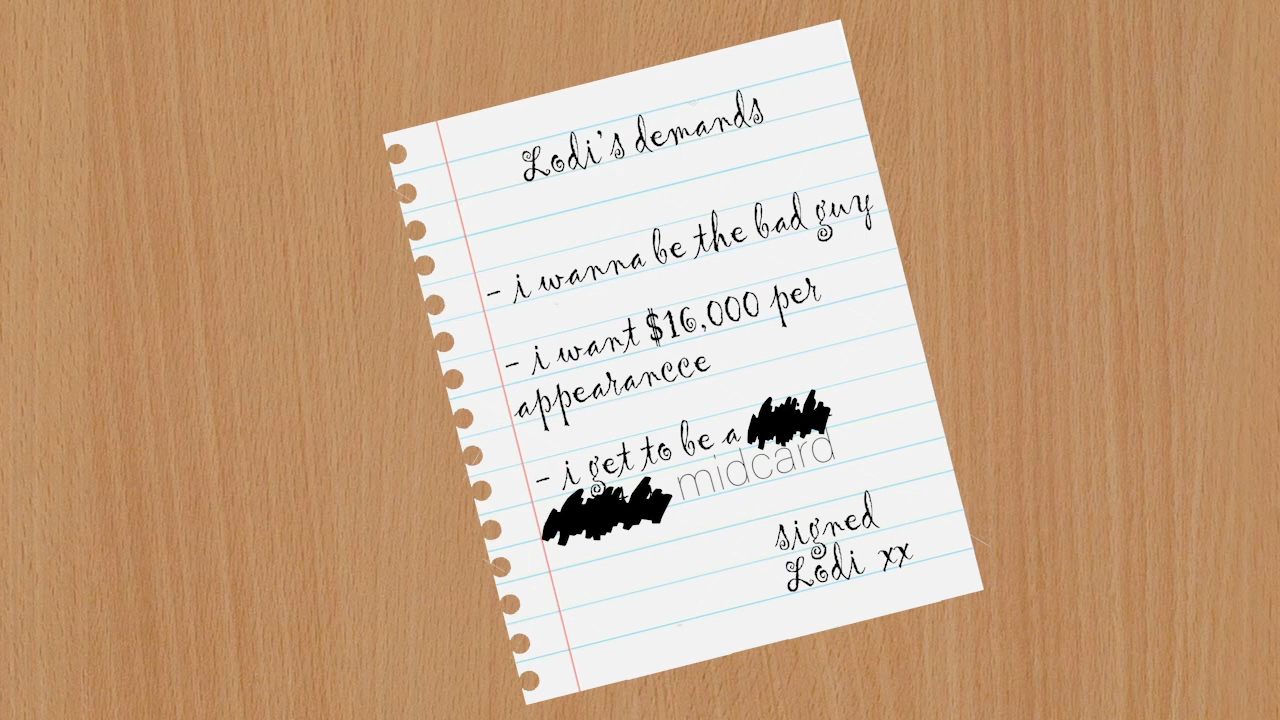 Lodi's demands
- i wanna be the bad guy
- i want $16,000 per
appearancce
- i get to be a
midcard
signed
Lodi xx